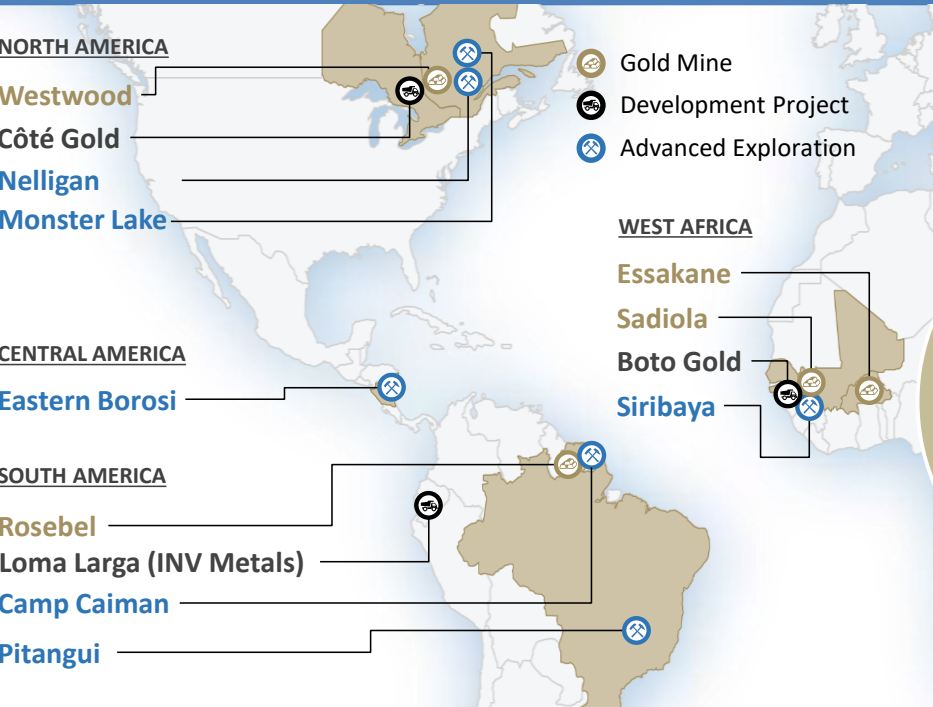 NORTH AMERICA
Westwood
Côté Gold
Nelligan
Monster Lake
Gold Mine
Development Project
Advanced Exploration
WEST AFRICA
Essakane
Sadiola
Boto Gold
Siribaya
CENTRAL AMERICA
Eastern Borosi
SOUTH AMERICA
Rosebel
Loma Larga (INV Metals)
Camp Caiman
Pitangui